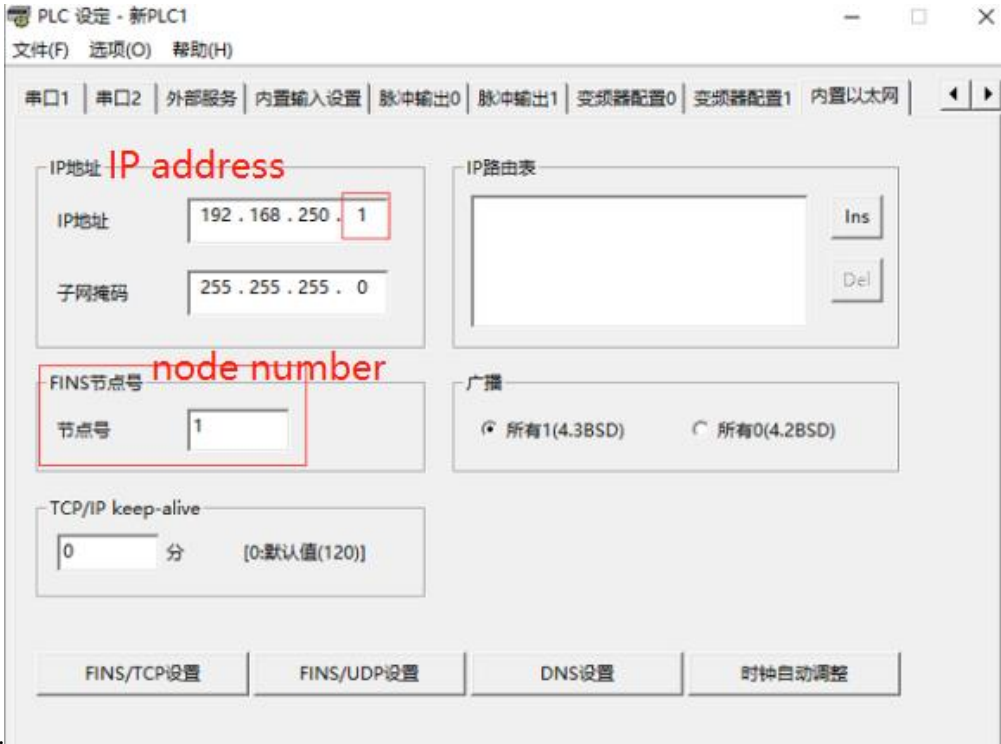 PLC 设定 - 新PLC1
文件(F) 选项(O) 帮助(H)
串口1 串口2 外部服务 内置输入设置 脉冲输出0 脉冲输出1 变频器配置0 变频器配置1 内置以太网
IP地址 IP address
IP地址 192 . 168 . 250 . 1
子网掩码 255 . 255 . 255 . 0
IP路由表
Ins
Del
FINS节点号 node number
节点号 1
广播
所有1(4.3BSD) 所有0(4.2BSD)
TCP/IP keep-alive
0 分 [0:默认值(120)]
FINS/TCP设置 FINS/UDP设置 DNS设置 时钟自动调整